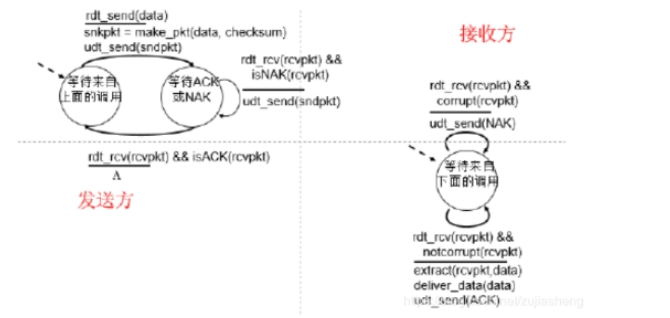 rdt_send(data)
snkpkt = make_pkt(data, checksum)
udt_send(sndpkt)
等待来自
上面的调用
等待ACK
或NAK
rdt_rcv(rcvpkt) &&
isNAK(rcvpkt)
udt_send(sndpkt)
rdt_rcv(rcvpkt) && isACK(rcvpkt)
Λ
发送方
接收方
rdt_rcv(rcvpkt) &&
corrupt(rcvpkt)
udt_send(NAK)
等待来自
下面的调用
rdt_rcv(rcvpkt) &&
notcorrupt(rcvpkt)
extract(rcvpkt,data)
deliver_data(data)
udt_send(ACK)
net/zujiasheng